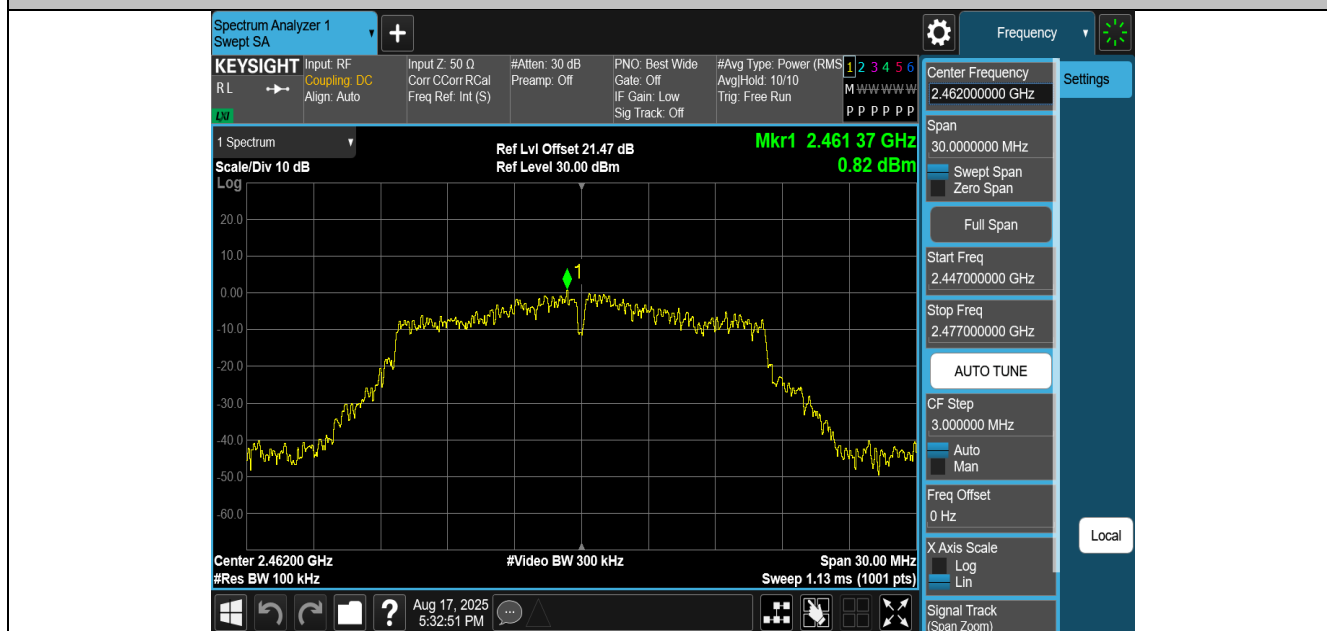 Spectrum Analyzer 1
Swept SA
+
Frequency
KEYSIGHT
R L
LXI
Input: RF
Coupling: DC
Align: Auto
Input Z: 50 Ω
Corr CCorr RCal
Freq Ref: Int (S)
#Atten: 30 dB
Preamp: Off
PNO: Best Wide
Gate: Off
IF Gain: Low
Sig Track: Off
#Avg Type: Power (RMS
Avg|Hold: 10/10
Trig: Free Run
1 2 3 4 5 6
M W W W W W
P P P P P P
1 Spectrum
Scale/Div 10 dB
Log
Ref Lvl Offset 21.47 dB
Ref Level 30.00 dBm
Mkr1 2.461 37 GHz
0.82 dBm
20.0
10.0
0.00
-10.0
-20.0
-30.0
-40.0
-50.0
-60.0
1
Center 2.46200 GHz
#Res BW 100 kHz
#Video BW 300 kHz
Span 30.00 MHz
Sweep 1.13 ms (1001 pts)
Center Frequency
2.462000000 GHz
Span
30.0000000 MHz
Swept Span
Zero Span
Full Span
Start Freq
2.447000000 GHz
Stop Freq
2.477000000 GHz
AUTO TUNE
CF Step
3.000000 MHz
Auto
Man
Freq Offset
0 Hz
X Axis Scale
Log
Lin
Signal Track
(Span Zoom)
Settings
Local
?
Aug 17, 2025
5:32:51 PM